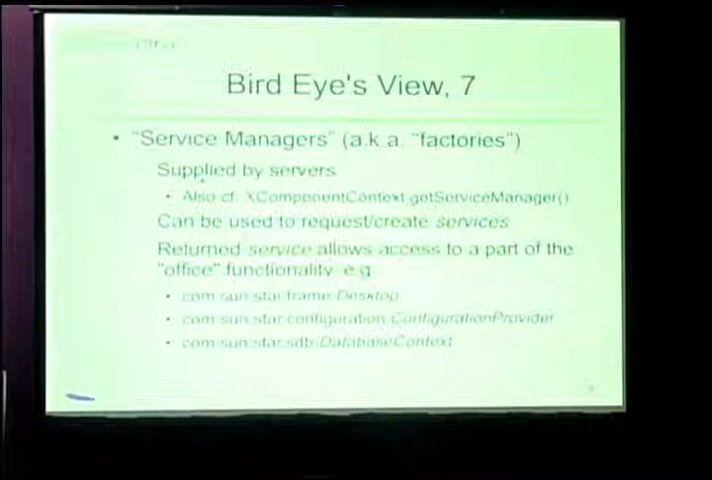 Bird Eye's View, 7
• "Service Managers" (a.k.a. "factories")
Supplied by servers
• Also cf. XComponentContext.getServiceManager()
Can be used to request/create services
Returned service allows access to a part of the
"office" functionality e.g.
• com.sun.star.frame.Desktop
• com.sun.star.configuration.ConfigurationProvider
• com.sun.star.sdb.DatabaseContext